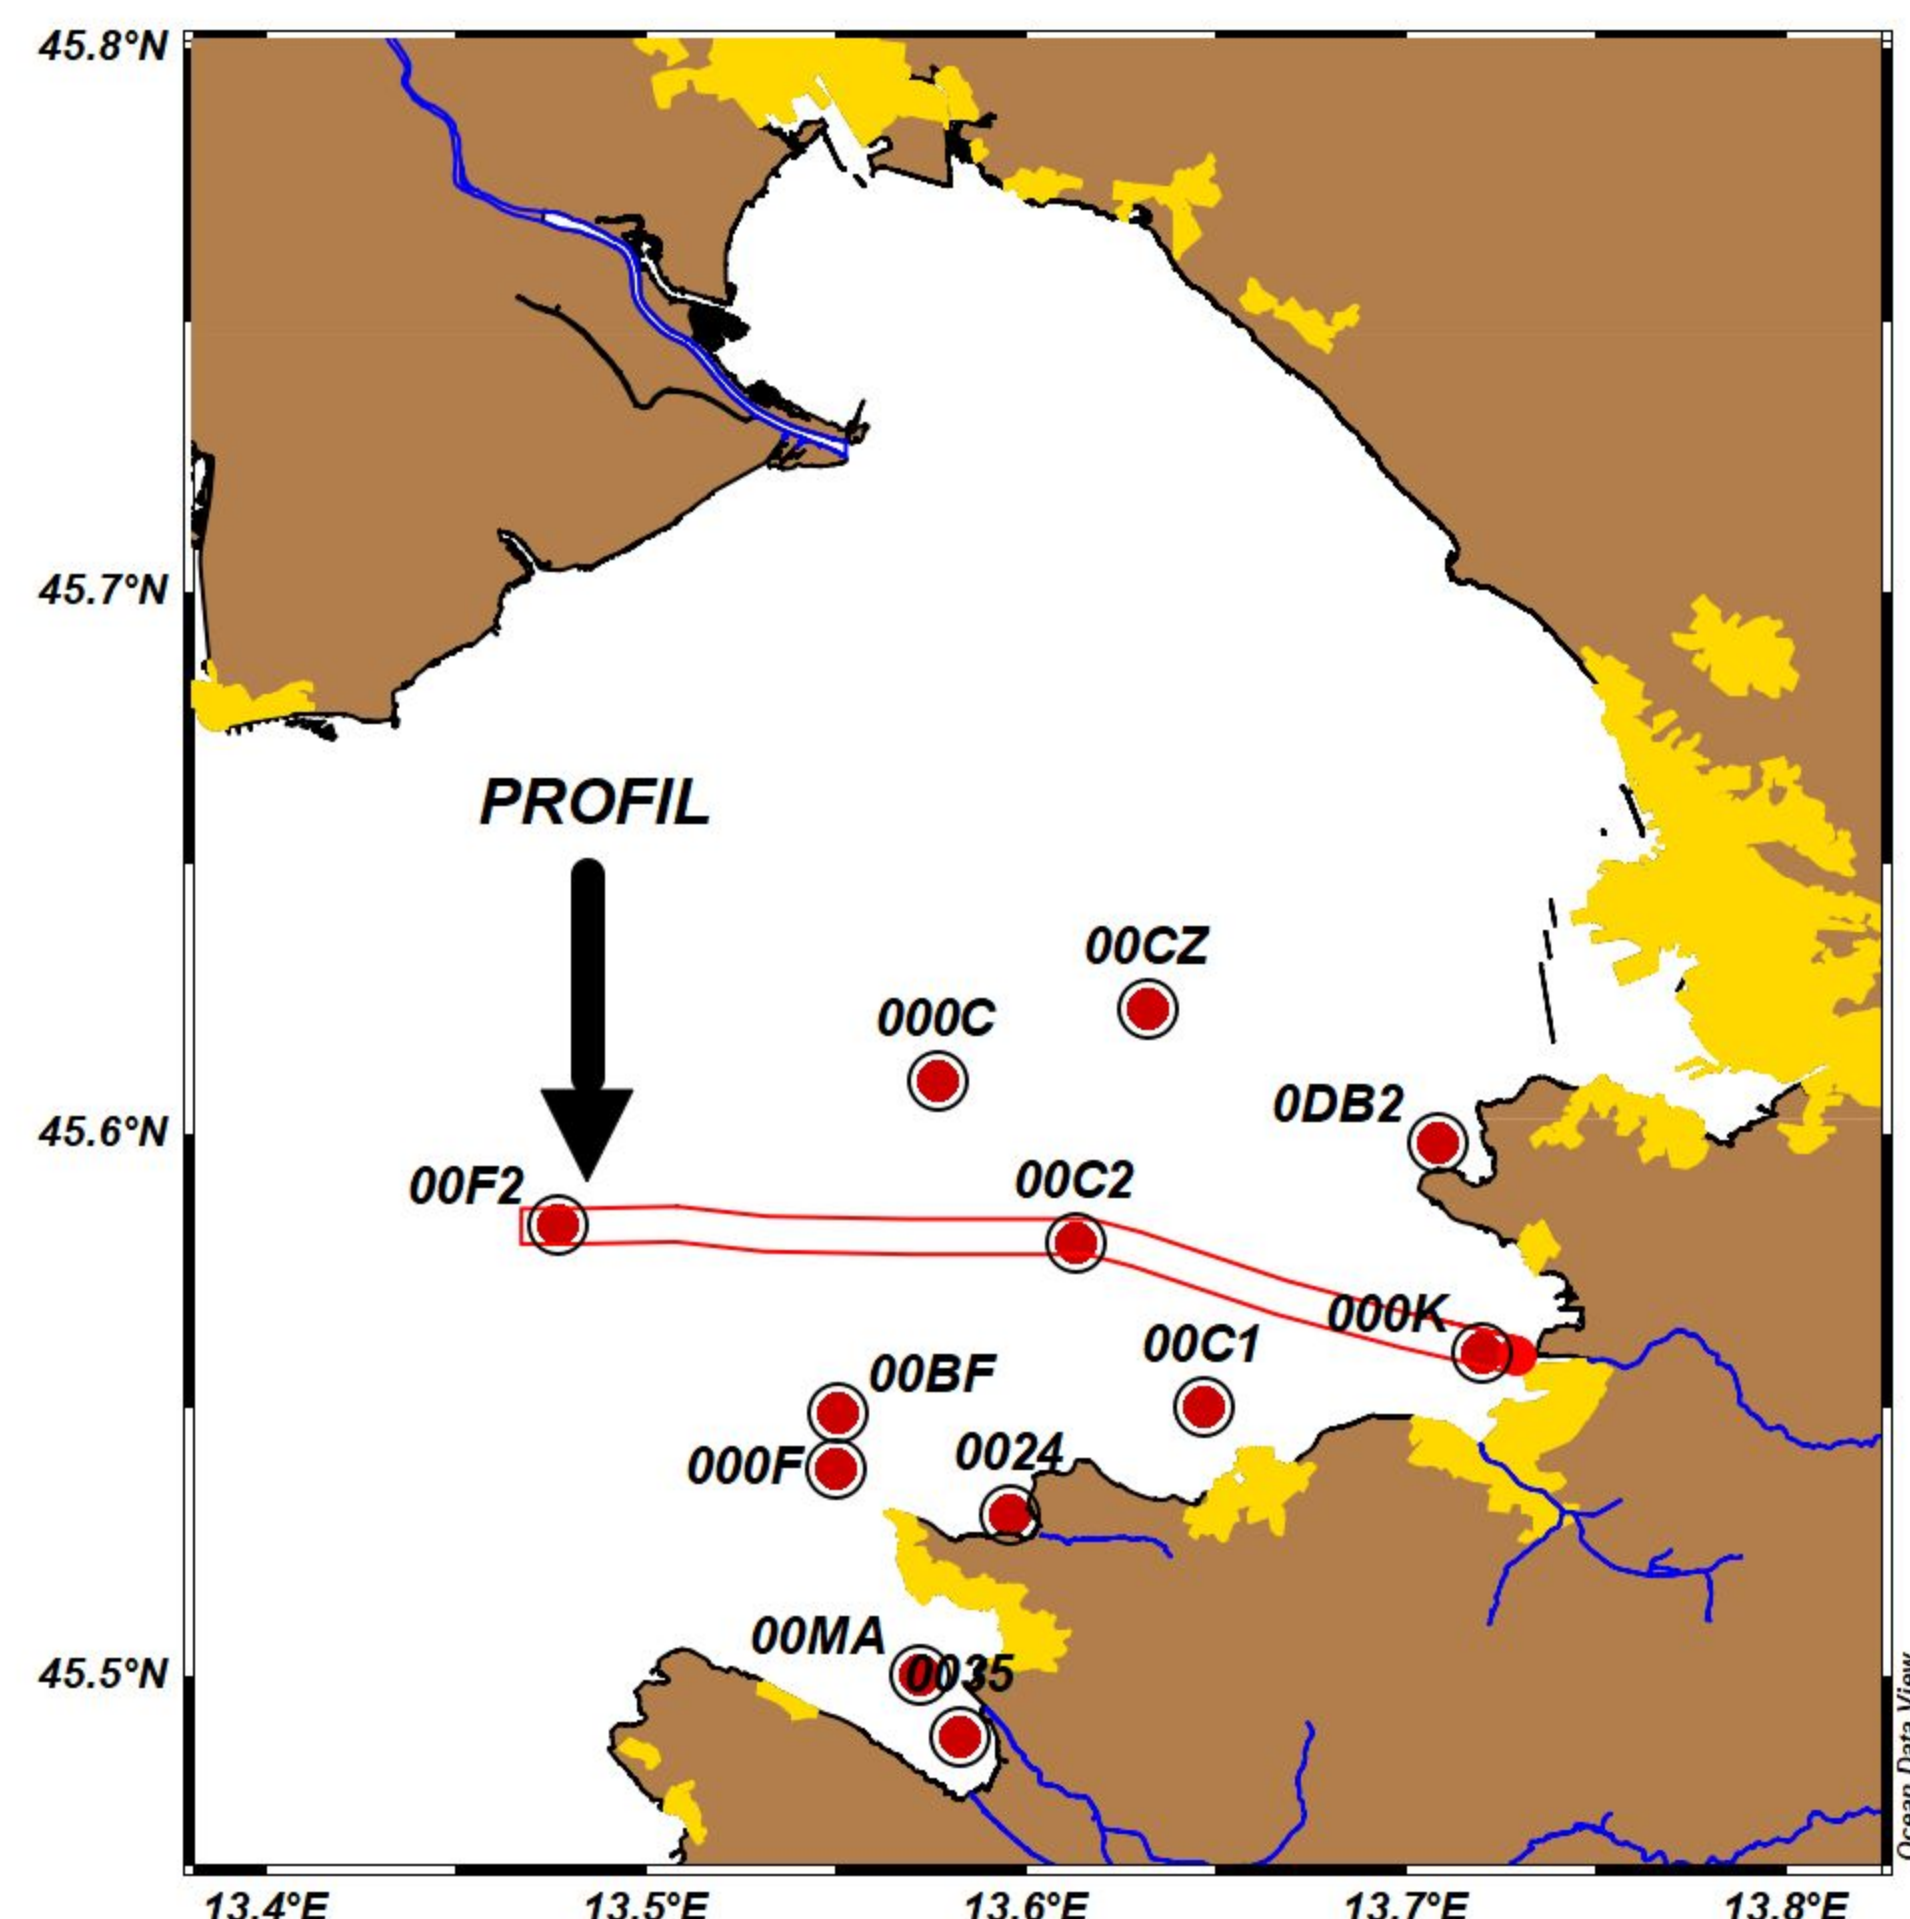 45.8°N
45.7°N
PROFIL
00CZ
000C
0DB2
45.6°N
00C2
00F2
000K
00C1
00BF
0024
000F
00MA
0035
45.5°N
Ocean Data View
13.4°E
13.5°E
13.6°E
13.7°E
13.8°E